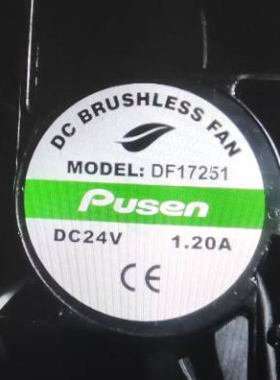 DC BRUSHLESS FAN
MODEL: DF17251
Pusen
DC24V 1.20A
CE